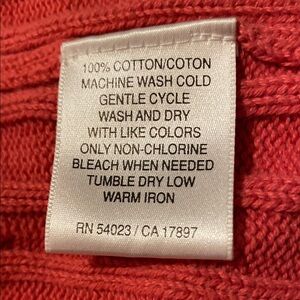 100% COTTON/COTON
MACHINE WASH COLD
GENTLE CYCLE
WASH AND DRY
WITH LIKE COLORS
ONLY NON-CHLORINE
BLEACH WHEN NEEDED
TUMBLE DRY LOW
WARM IRON
RN 54023 / CA 17897